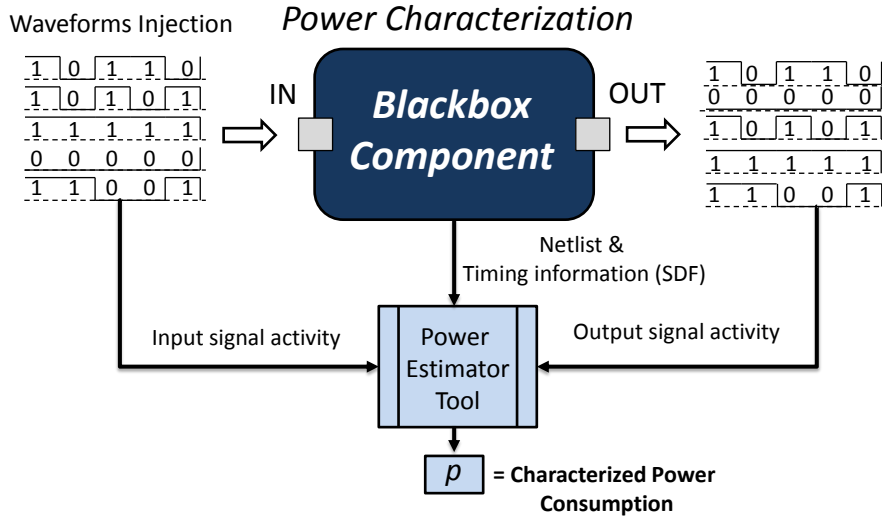 Waveforms Injection
Power Characterization
1 0 1 1 0
1 0 1 0 1
1 1 1 1 1
0 0 0 0 0
1 1 0 0 1
IN
Blackbox
Component
OUT
1 0 1 1 0
0 0 0 0 0
1 0 1 0 1
1 1 1 1 1
1 1 0 0 1
Netlist &
Timing information (SDF)
Input signal activity
Power
Estimator
Tool
Output signal activity
p
= Characterized Power
Consumption